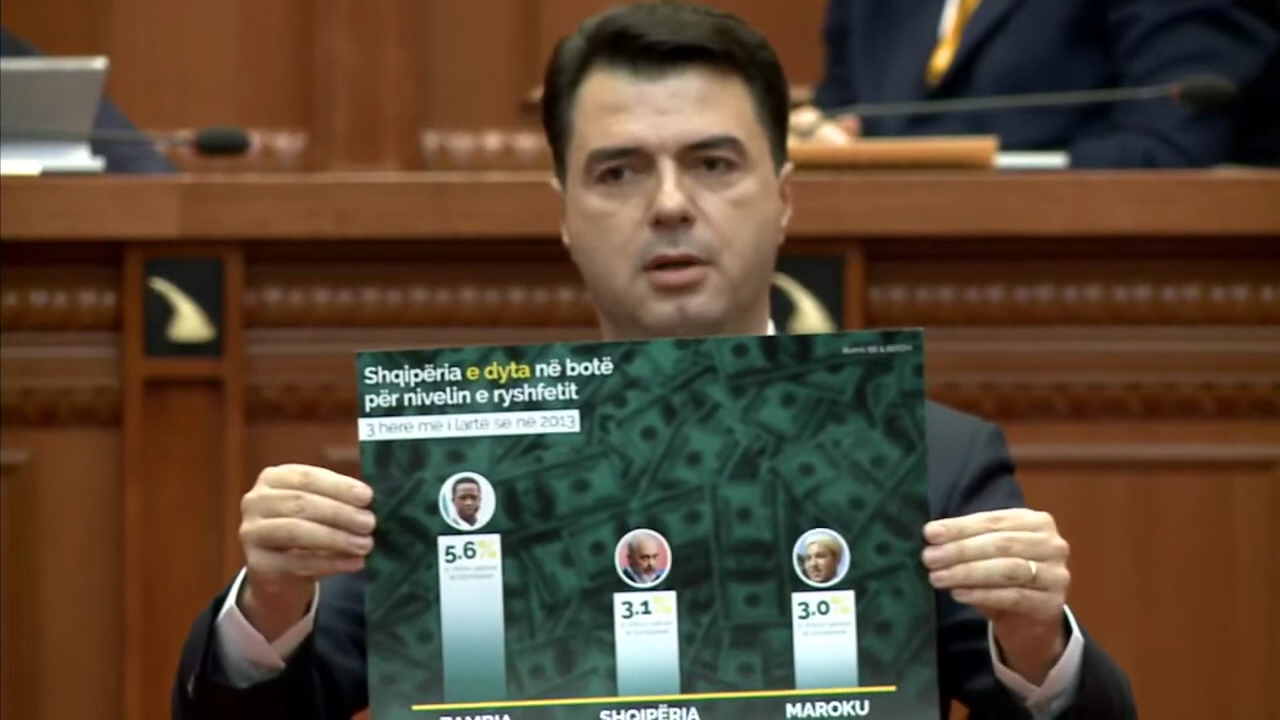 Shqipëria e dyta në botë
për nivelin e ryshfetit
3 herë më i lartë se në 2013
5.6%
3.1%
3.0%
ZAMBIA
SHQIPËRIA
MAROKU